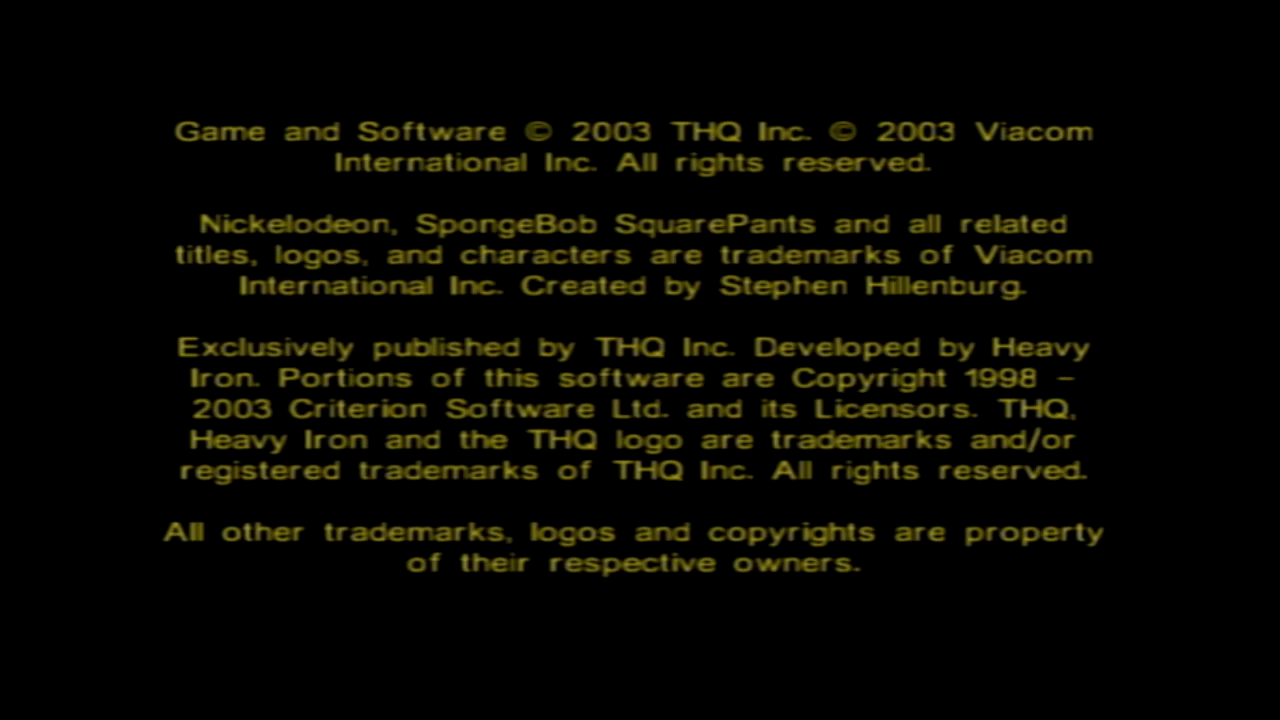 Game and Software © 2003 THQ Inc. © 2003 Viacom
International Inc. All rights reserved.
Nickelodeon, SpongeBob SquarePants and all related
titles, logos, and characters are trademarks of Viacom
International Inc. Created by Stephen Hillenburg.
Exclusively published by THQ Inc. Developed by Heavy
Iron. Portions of this software are Copyright 1998 -
2003 Criterion Software Ltd. and its Licensors. THQ,
Heavy Iron and the THQ logo are trademarks and/or
registered trademarks of THQ Inc. All rights reserved.
All other trademarks, logos and copyrights are property
of their respective owners.